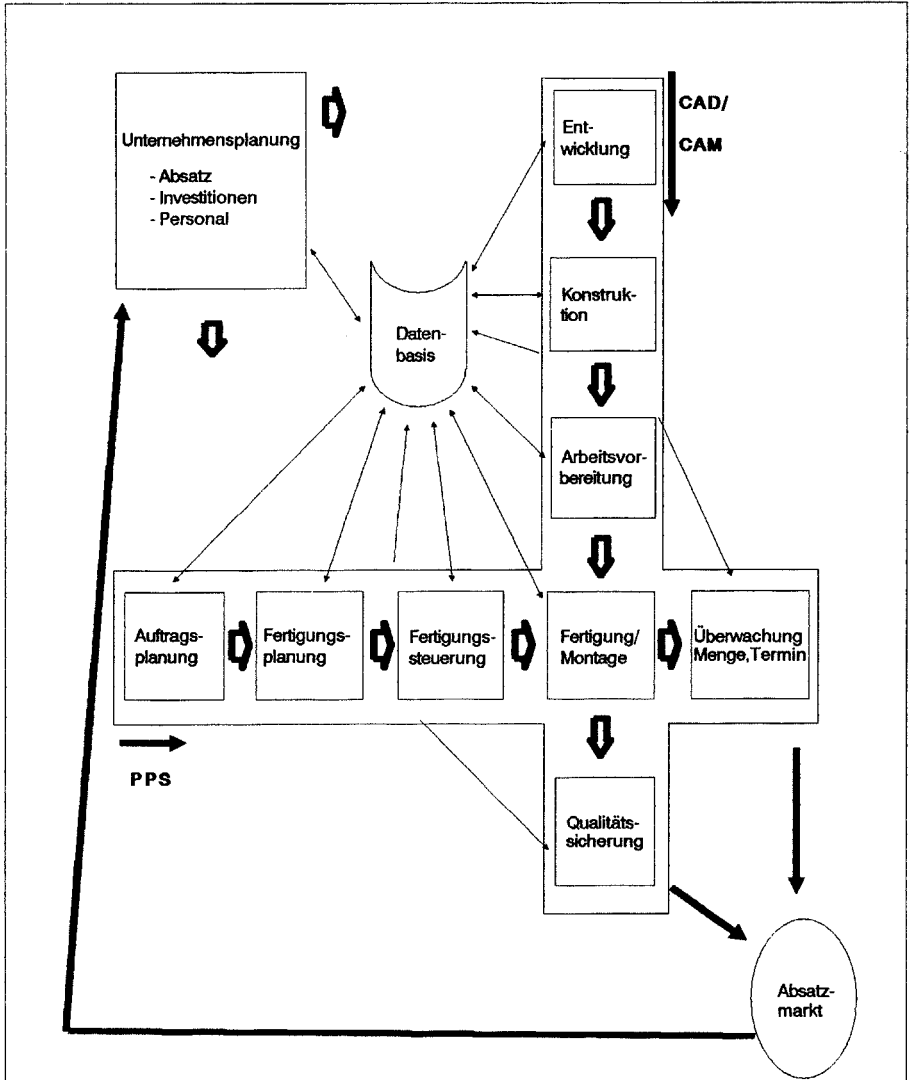 Unternehmensplanung
- Absatz
- Investitionen
- Personal
Ent-
wicklung
CAD/
CAM
Konstruk-
tion
Daten-
basis
Arbeitsvor-
bereitung
Auftrags-
planung
Fertigungs-
planung
Fertigungs-
steuerung
Fertigung/
Montage
Überwachung
Menge,Termin
PPS
Qualitäts-
sicherung
Absatz-
markt